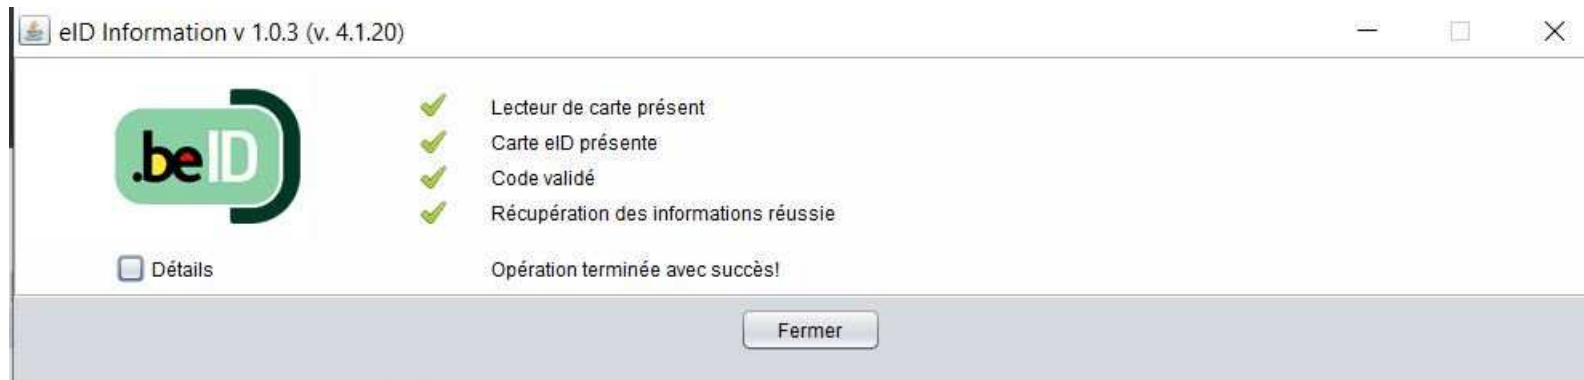 eID Information v 1.0.3 (v. 4.1.20)
.beID
Lecteur de carte présent
Carte eID présente
Code validé
Récupération des informations réussie
Détails
Opération terminée avec succès!
Fermer